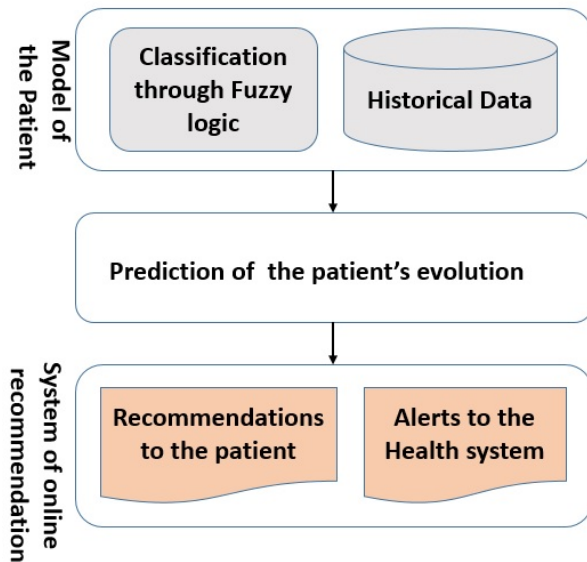 Model of
the Patient
Classification
through Fuzzy
logic
Historical Data
Prediction of the patient's evolution
System of online
recommendation
Recommendations
to the patient
Alerts to the
Health system